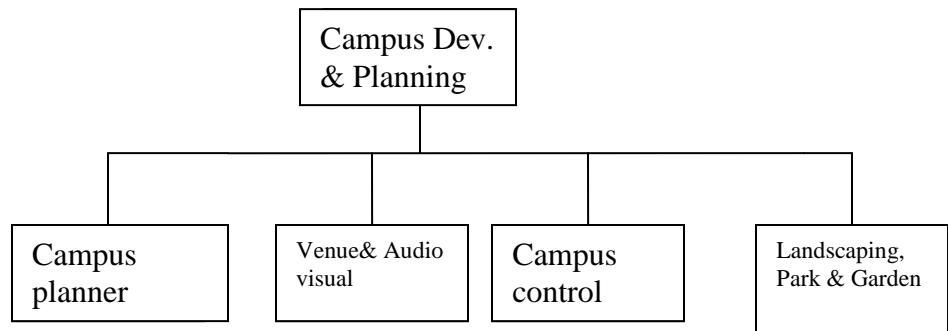 Campus Dev.
& Planning
Campus
planner
Venue& Audio
visual
Campus
control
Landscaping,
Park & Garden